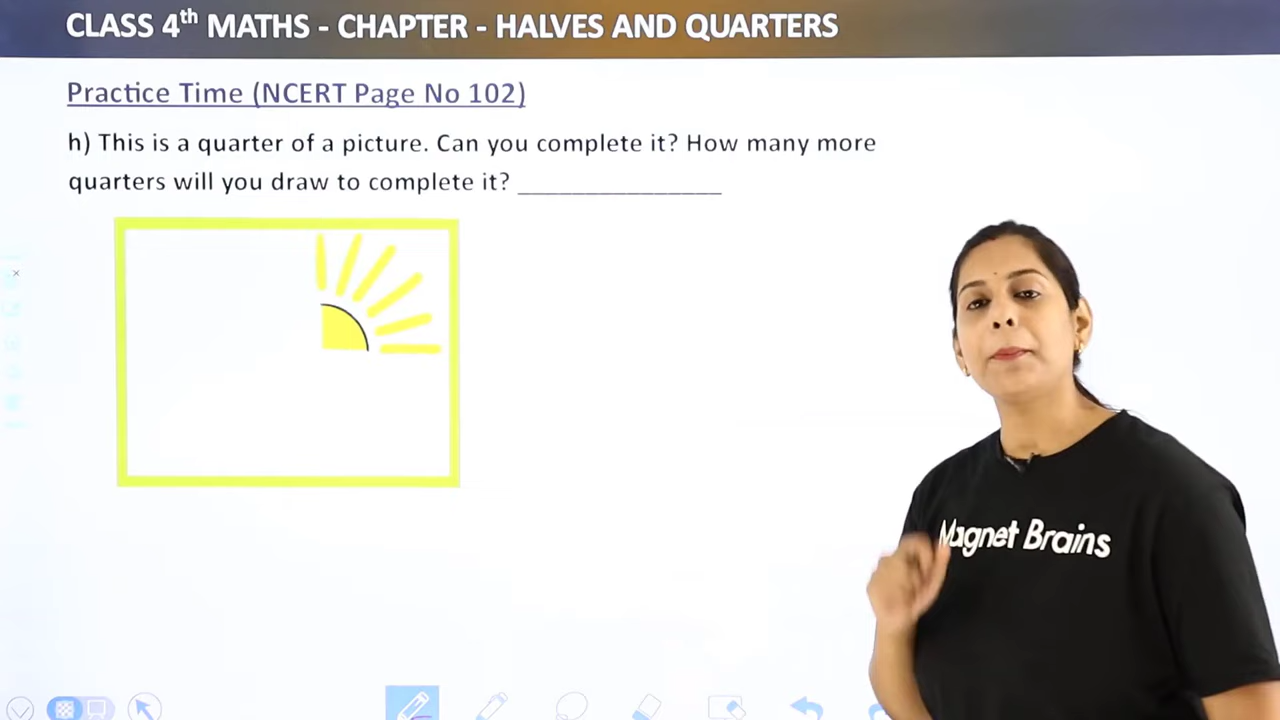 CLASS 4th MATHS - CHAPTER - HALVES AND QUARTERS
Practice Time (NCERT Page No 102)
h) This is a quarter of a picture. Can you complete it? How many more
quarters will you draw to complete it? _______________
Magnet Brains